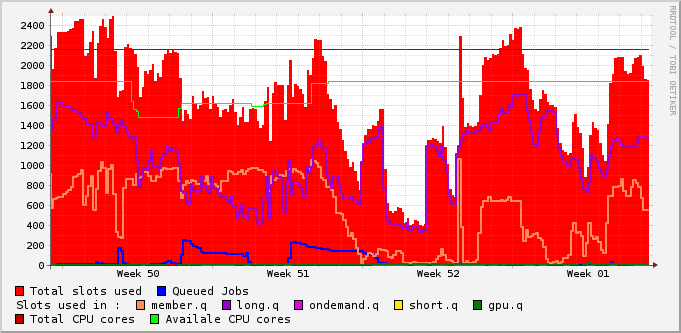 RRDTOOL / TOBI OETIKER
2400
2200
2000
1800
1600
1400
1200
1000
800
600
400
200
0
Week 50 Week 51 Week 52 Week 01
Total slots used Queued Jobs
Slots used in : member.q long.q ondemand.q short.q gpu.q
Total CPU cores Availale CPU cores